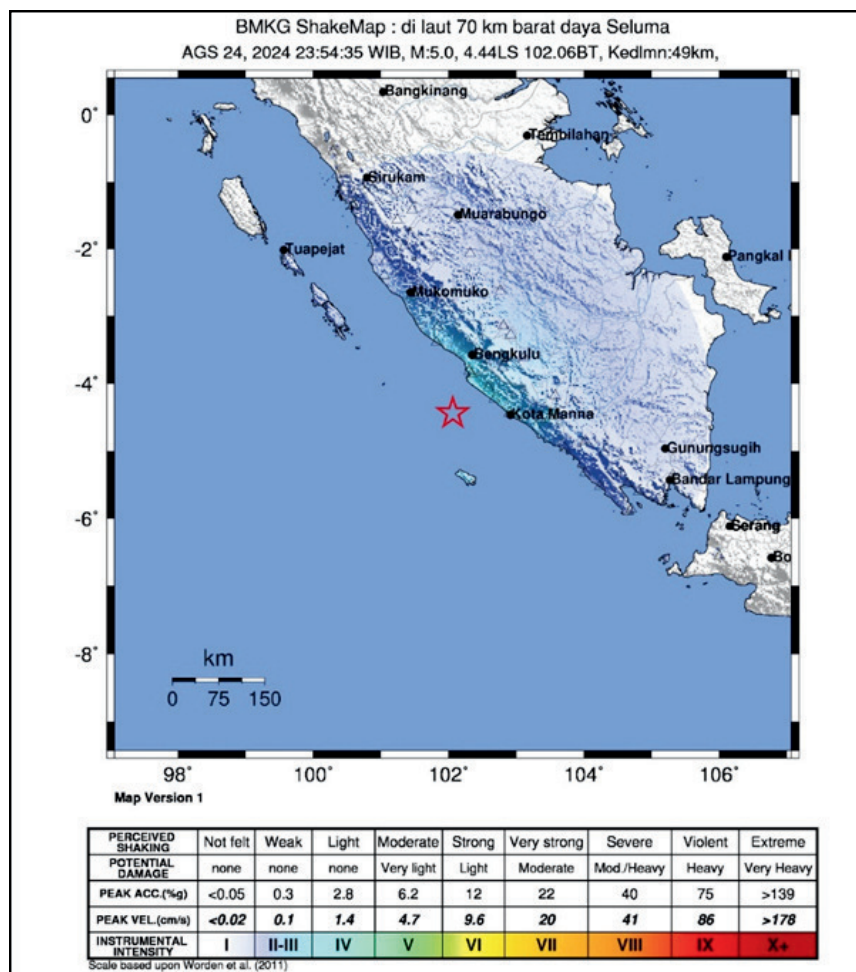 BMKG ShakeMap : di laut 70 km barat daya Seluma
AGS 24, 2024 23:54:35 WIB, M:5.0, 4.44LS 102.06BT, Kedlmn:49km,
Bangkinang
0˚
Tembilahan
Sirukam
Muarabungo
-2˚
Tuapejat
Pangkal
Mukomuko
Bengkulu
-4˚
Kota Manna
Gunungsugih
Bandar Lampung
-6˚
Serang
Bo
-8˚
km
0 75 150
98˚ 100˚ 102˚ 104˚ 106˚
Map Version 1
PERCEIVED SHAKING Not felt Weak Light Moderate Strong Very strong Severe Violent Extreme
POTENTIAL DAMAGE none none none Very light Light Moderate Mod./Heavy Heavy Very Heavy
PEAK ACC.(%g) <0.05 0.3 2.8 6.2 12 22 40 75 >139
PEAK VEL.(cm/s) <0.02 0.1 1.4 4.7 9.6 20 41 86 >178
INSTRUMENTAL INTENSITY I II-III IV V VI VII VIII IX X+
Scale based upon Worden et al. (2011)